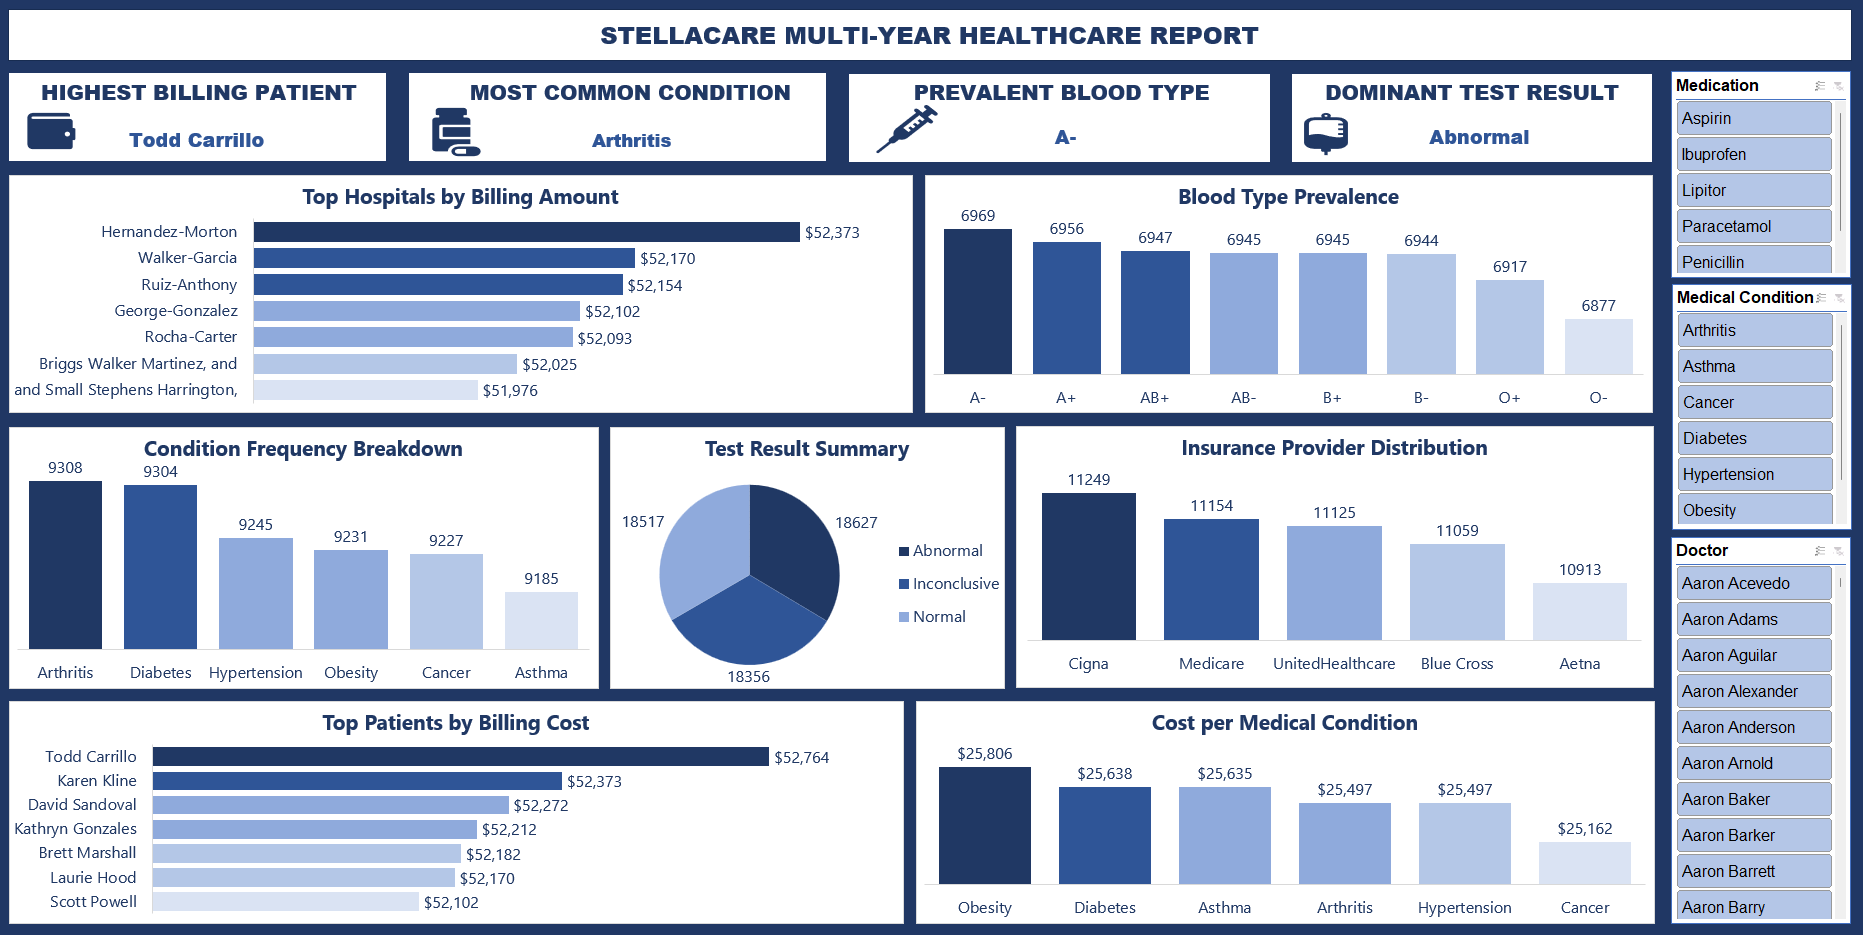 STELLACARE MULTI-YEAR HEALTHCARE REPORT
HIGHEST BILLING PATIENT
Todd Carrillo
MOST COMMON CONDITION
Arthritis
PREVALENT BLOOD TYPE
A-
DOMINANT TEST RESULT
Abnormal
Top Hospitals by Billing Amount
Hernandez-Morton $52,373
Walker-Garcia $52,170
Ruiz-Anthony $52,154
George-Gonzalez $52,102
Rocha-Carter $52,093
Briggs Walker Martinez, and $52,025
and Small Stephens Harrington, $51,976
Blood Type Prevalence
6969 6956 6947 6945 6945 6944 6917 6877
A- A+ AB+ AB- B+ B- O+ O-
Condition Frequency Breakdown
9308 9304 9245 9231 9227 9185
Arthritis Diabetes Hypertension Obesity Cancer Asthma
Test Result Summary
18517 18627
18356
Abnormal
Inconclusive
Normal
Insurance Provider Distribution
11249 11154 11125 11059 10913
Cigna Medicare UnitedHealthcare Blue Cross Aetna
Top Patients by Billing Cost
Todd Carrillo $52,764
Karen Kline $52,373
David Sandoval $52,272
Kathryn Gonzales $52,212
Brett Marshall $52,182
Laurie Hood $52,170
Scott Powell $52,102
Cost per Medical Condition
$25,806 $25,638 $25,635 $25,497 $25,497 $25,162
Obesity Diabetes Asthma Arthritis Hypertension Cancer
Medication
Aspirin
Ibuprofen
Lipitor
Paracetamol
Penicillin
Medical Condition
Arthritis
Asthma
Cancer
Diabetes
Hypertension
Obesity
Doctor
Aaron Acevedo
Aaron Adams
Aaron Aguilar
Aaron Alexander
Aaron Anderson
Aaron Arnold
Aaron Baker
Aaron Barker
Aaron Barrett
Aaron Barry